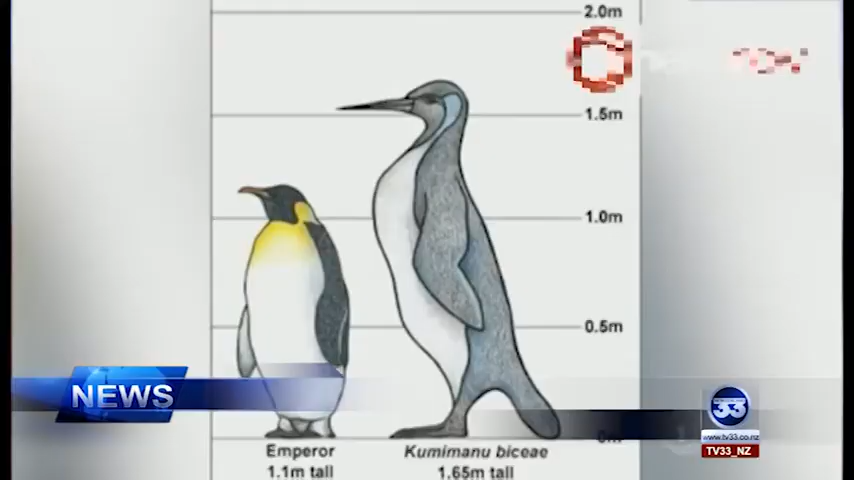 2.0m
1.5m
1.0m
0.5m
NEWS
33
www.tv33.co.nz
TV33_NZ
Emperor
1.1m tall
Kumimanu biceae
1.65m tall